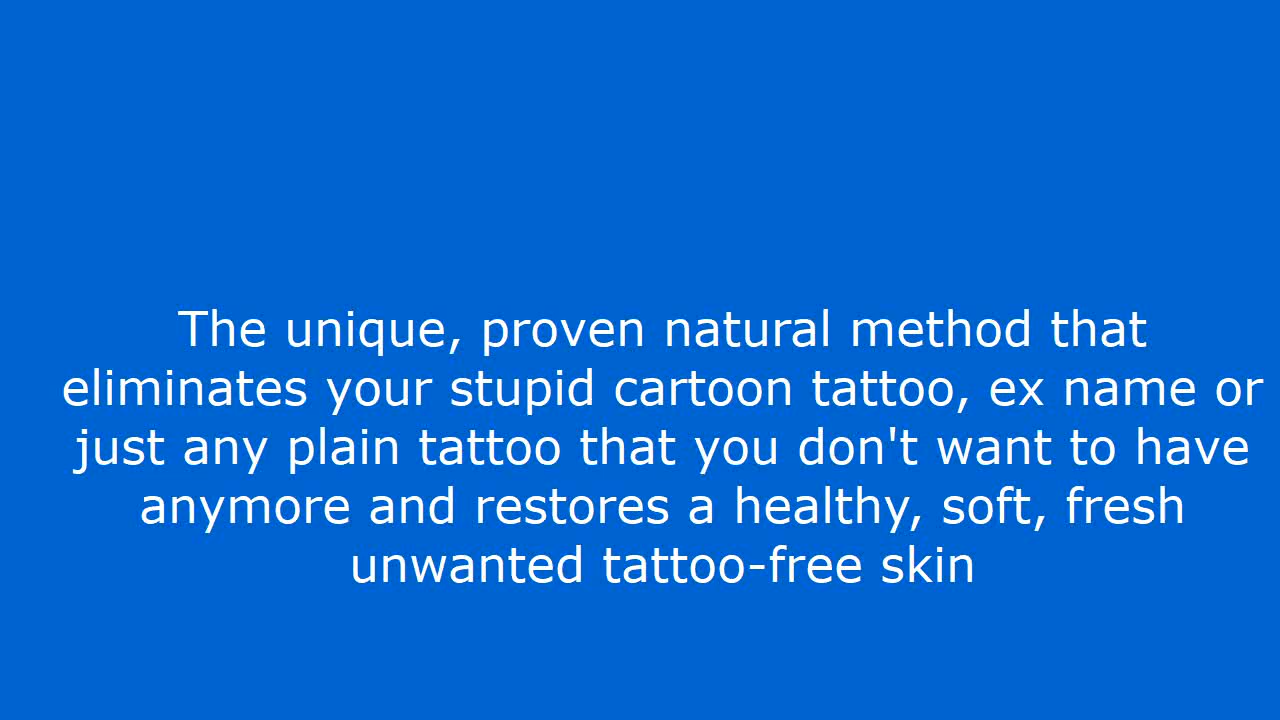 The unique, proven natural method that
eliminates your stupid cartoon tattoo, ex name or
just any plain tattoo that you don't want to have
anymore and restores a healthy, soft, fresh
unwanted tattoo-free skin